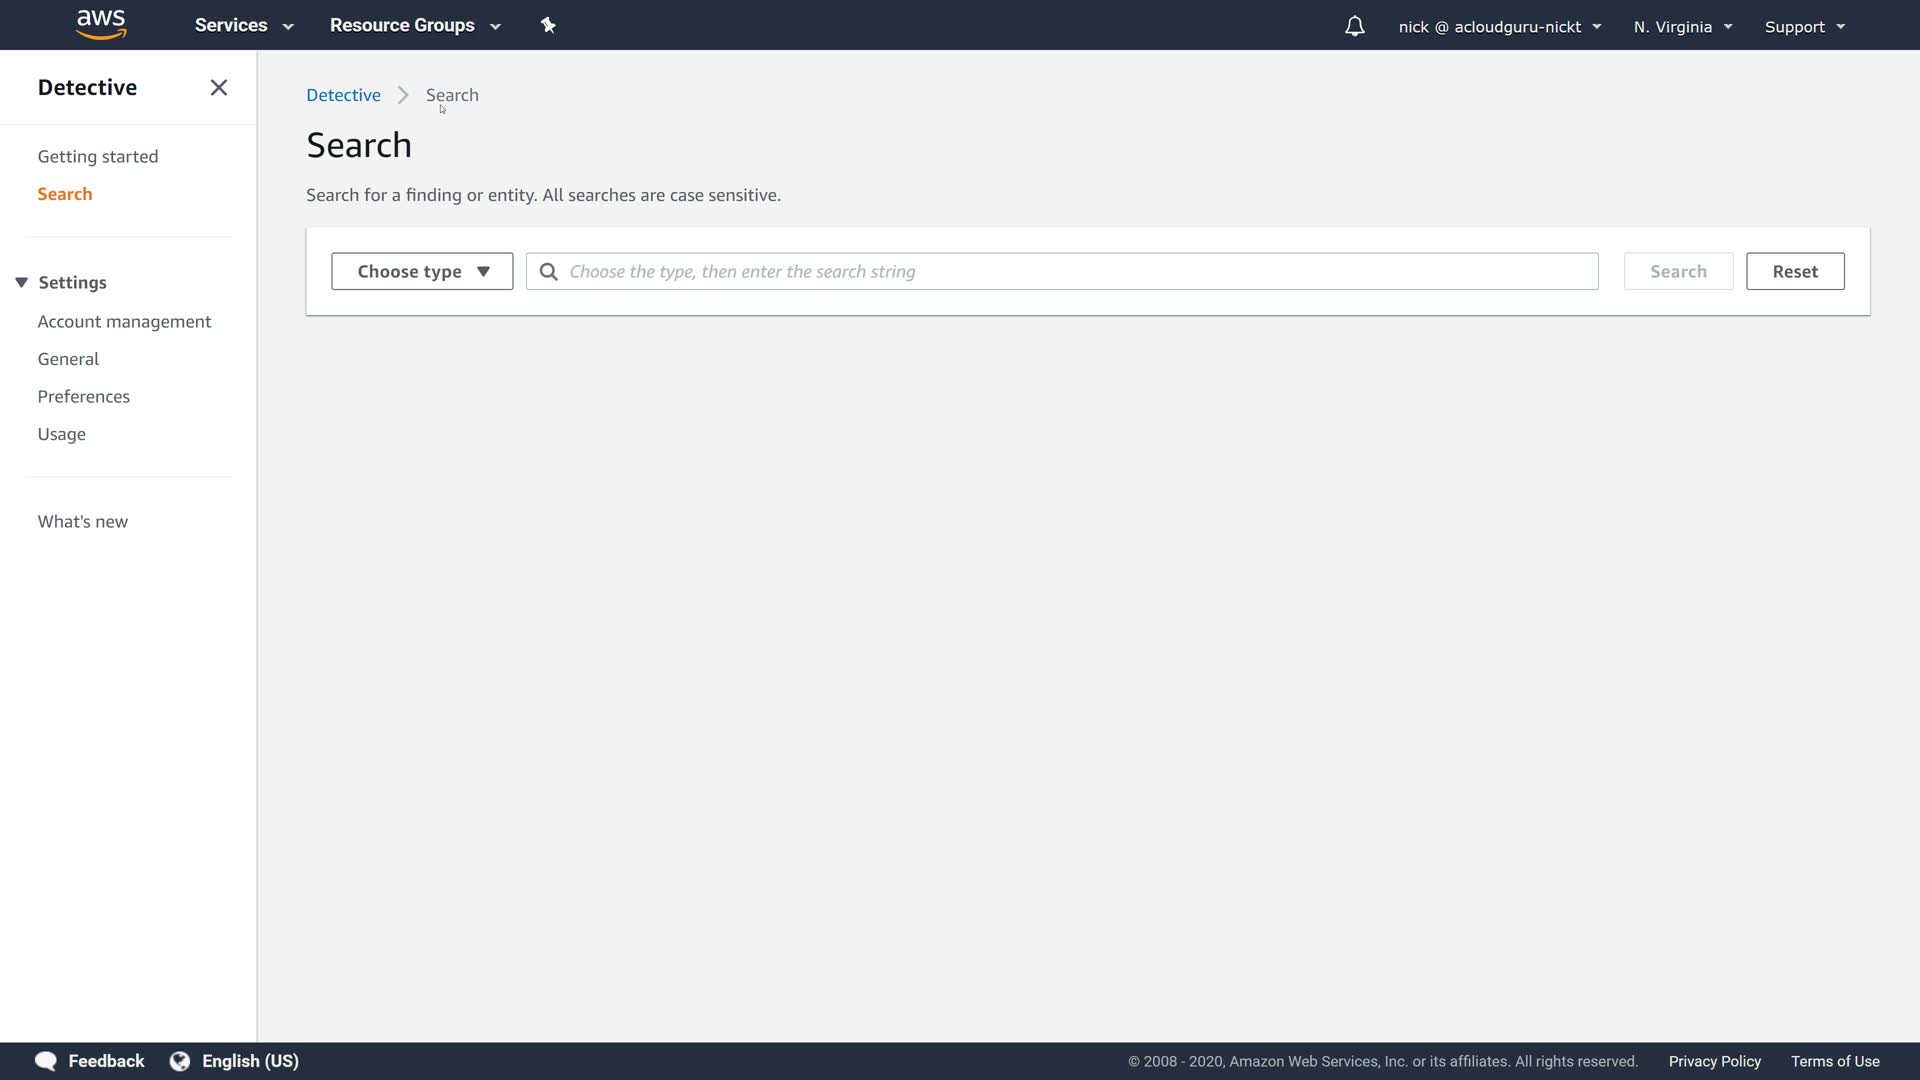 aws Services Resource Groups nick @ acloudguru-nickt N. Virginia Support
Detective
Getting started
Search
Settings
Account management
General
Preferences
Usage
What's new
Detective Search
Search
Search for a finding or entity. All searches are case sensitive.
Choose type Choose the type, then enter the search string Search Reset
Feedback English (US) © 2008 - 2020, Amazon Web Services, Inc. or its affiliates. All rights reserved. Privacy Policy Terms of Use